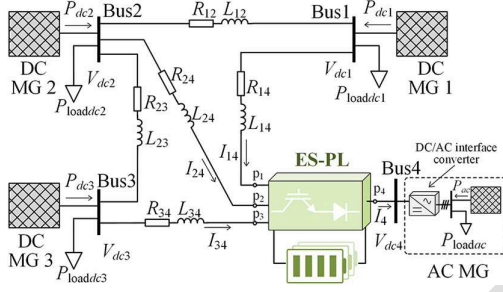 P_dc2
Bus2
R_12
L_12
Bus1
P_dc1
DC
MG 2
V_dc2
P_loaddc2
R_24
L_24
I_24
R_23
L_23
R_14
L_14
I_14
V_dc1
P_loaddc1
DC
MG 1
DC/AC interface
converter
ES-PL
Bus4
P_ac
p_1
p_2
p_3
p_4
I_4
V_dc4
P_loadac
AC MG
P_dc3
Bus3
R_34
L_34
I_34
DC
MG 3
V_dc3
P_loaddc3